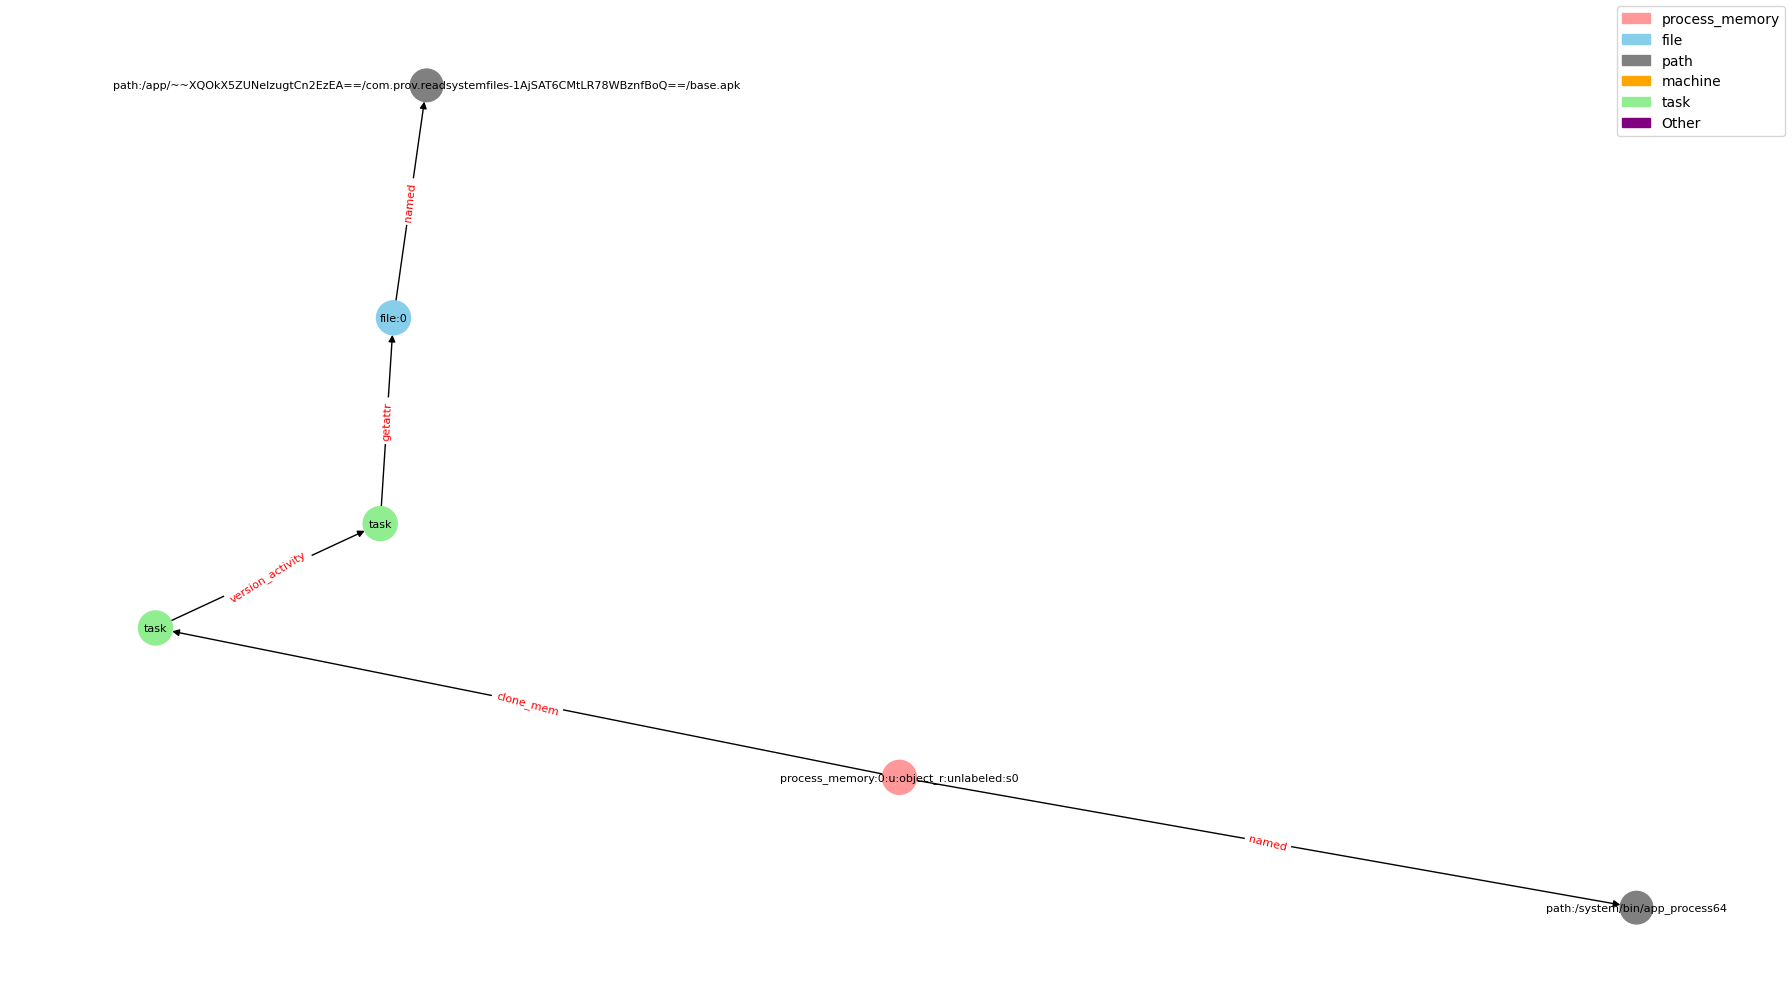 process_memory
file
path
machine
task
Other
path:/app/~~XQOkX5ZUNeIzugtCn2EzEA==/com.prov.readsystemfiles-1AjSAT6CMtLR78WBznfBoQ==/base.apk
named
file:0
getattr
task
version_activity
task
clone_mem
process_memory:0:u:object_r:unlabeled:s0
named
path:/system/bin/app_process64